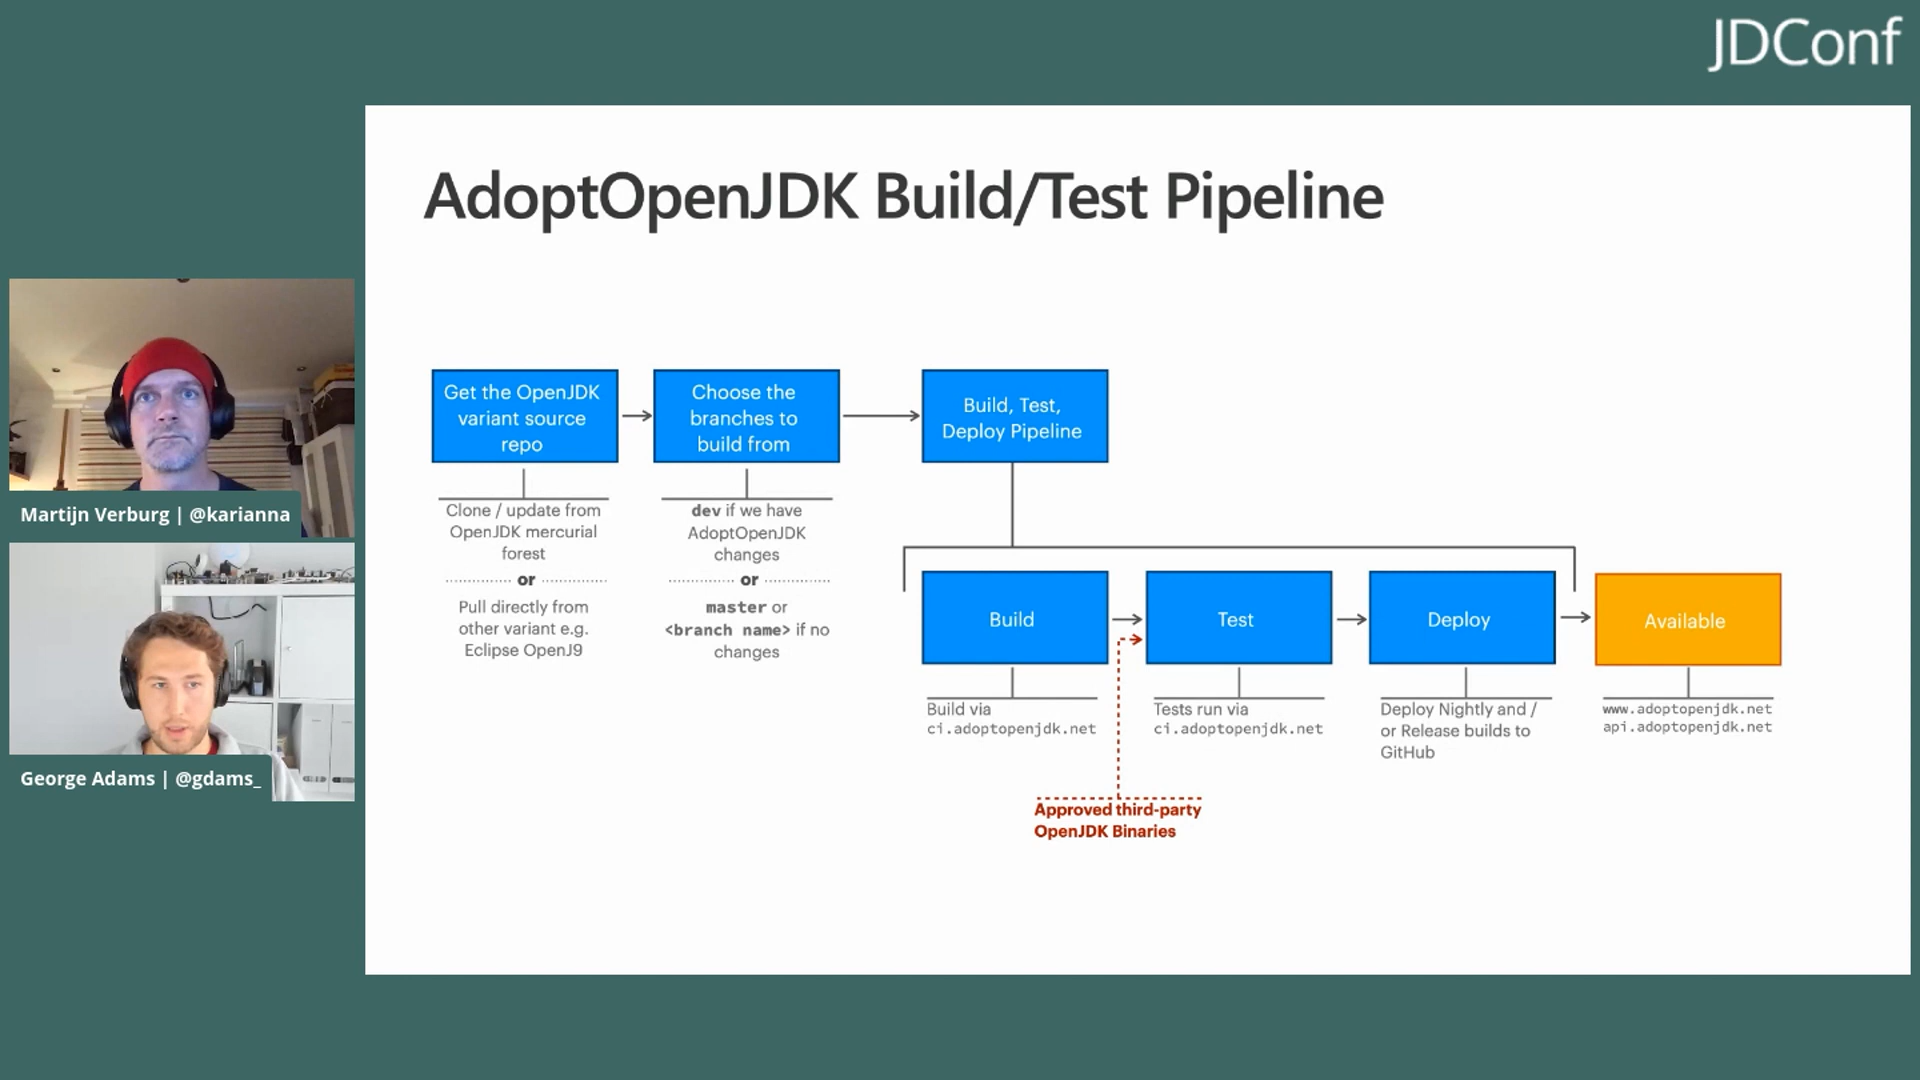 JDConf
AdoptOpenJDK Build/Test Pipeline
Get the OpenJDK
variant source
repo
Choose the
branches to
build from
Build, Test,
Deploy Pipeline
Clone / update from
OpenJDK mercurial
forest
or
Pull directly from
other variant e.g.
Eclipse OpenJ9
dev if we have
AdoptOpenJDK
changes
or
master or
<branch name> if no
changes
Build
Test
Deploy
Available
Build via
ci.adoptopenjdk.net
Tests run via
ci.adoptopenjdk.net
Deploy Nightly and /
or Release builds to
GitHub
www.adoptopenjdk.net
api.adoptopenjdk.net
Approved third-party
OpenJDK Binaries
Martijn Verburg | @karianna
George Adams | @gdams_